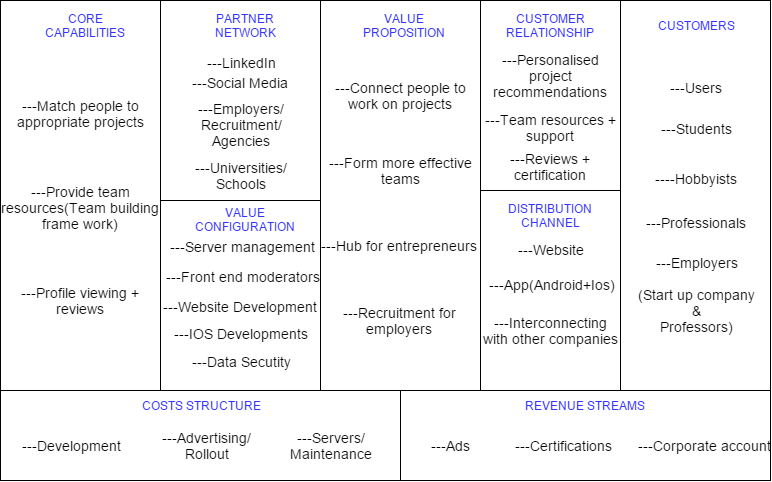 CORE
CAPABILITIES
---Match people to
appropriate projects
---Provide team
resources(Team building
frame work)
---Profile viewing +
reviews
PARTNER
NETWORK
---LinkedIn
---Social Media
---Employers/
Recruitment/
Agencies
---Universities/
Schools
VALUE
CONFIGURATION
---Server management
---Front end moderators
---Website Development
---IOS Developments
---Data Secutity
VALUE
PROPOSITION
---Connect people to
work on projects
---Form more effective
teams
---Hub for entrepreneurs
---Recruitment for
employers
CUSTOMER
RELATIONSHIP
---Personalised
project
recommendations
---Team resources +
support
---Reviews +
certification
DISTRIBUTION
CHANNEL
---Website
---App(Android+Ios)
---Interconnecting
with other companies
CUSTOMERS
---Users
---Students
----Hobbyists
---Professionals
---Employers
(Start up company
&
Professors)
COSTS STRUCTURE
---Development
---Advertising/
Rollout
---Servers/
Maintenance
REVENUE STREAMS
---Ads
---Certifications
---Corporate account